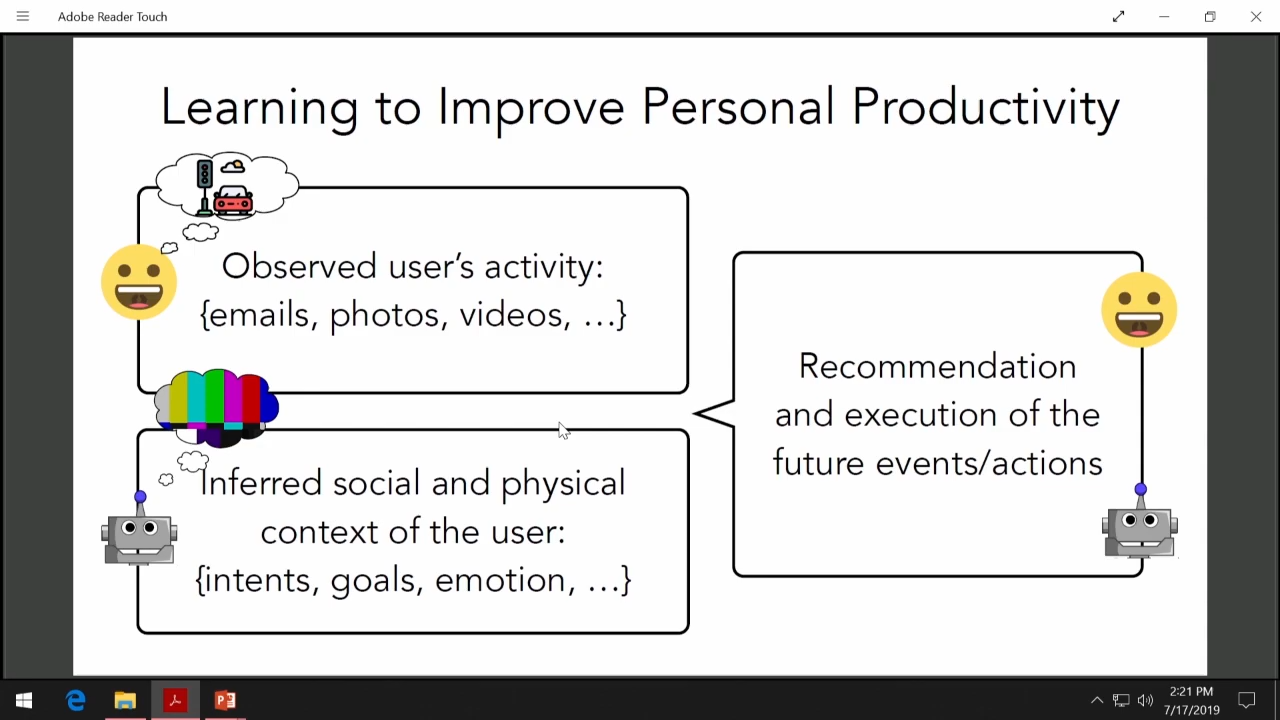 Adobe Reader Touch
Learning to Improve Personal Productivity
Observed user's activity:
{emails, photos, videos, …}
Inferred social and physical
context of the user:
{intents, goals, emotion, …}
Recommendation
and execution of the
future events/actions
2:21 PM
7/17/2019